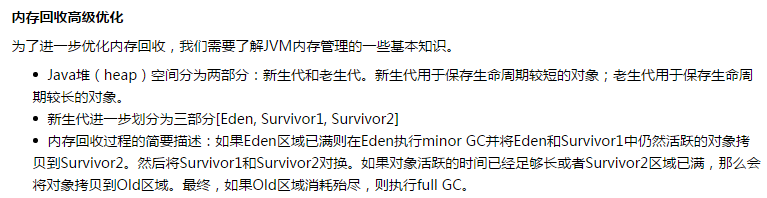 内存回收高级优化
为了进一步优化内存回收，我们需要了解JVM内存管理的一些基本知识。
• Java堆（heap）空间分为两部分：新生代和老生代。新生代用于保存生命周期较短的对象；老生代用于保存生命周
期较长的对象。
• 新生代进一步划分为三部分[Eden, Survivor1, Survivor2]
• 内存回收过程的简要描述：如果Eden区域已满则在Eden执行minor GC并将Eden和Survivor1中仍然活跃的对象拷
贝到Survivor2。然后将Survivor1和Survivor2对换。如果对象活跃的时间已经足够长或者Survivor2区域已满，那么会
将对象拷贝到Old区域。最终，如果Old区域消耗殆尽，则执行full GC。